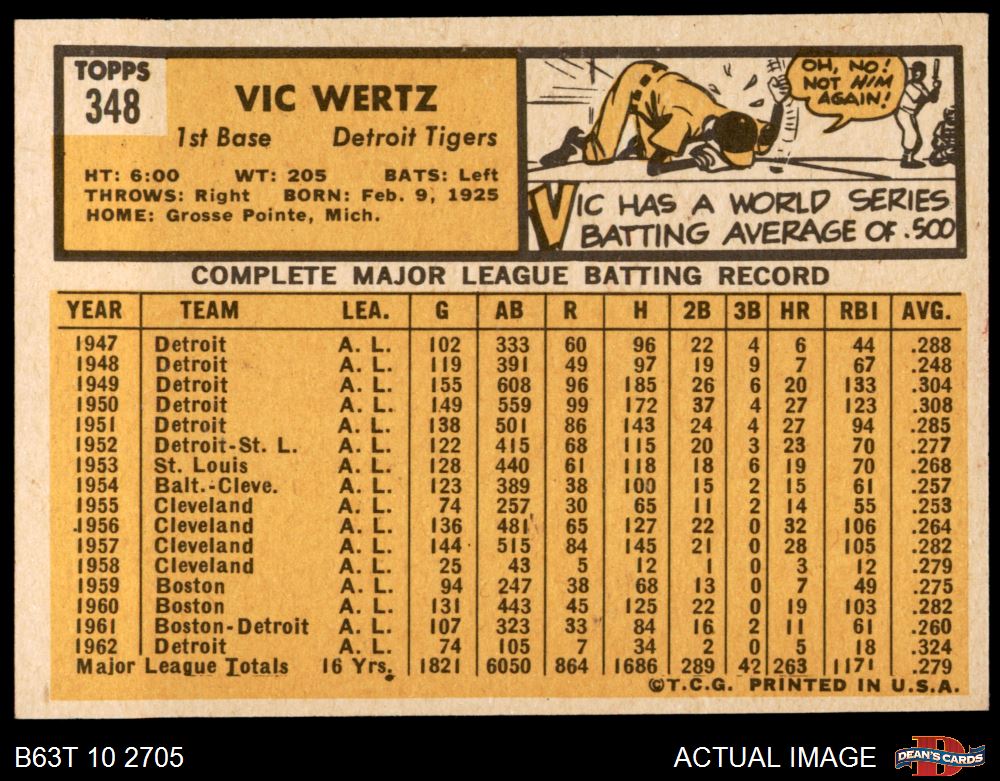 TOPPS
348
VIC WERTZ
1st Base Detroit Tigers
HT: 6:00 WT: 205 BATS: Left
THROWS: Right BORN: Feb. 9, 1925
HOME: Grosse Pointe, Mich.
OH, NO!
NOT HIM
AGAIN!
VIC HAS A WORLD SERIES
BATTING AVERAGE OF .500
COMPLETE MAJOR LEAGUE BATTING RECORD
YEAR TEAM LEA. G AB R H 2B 3B HR RBI AVG.
1947 Detroit A. L. 102 333 60 96 22 4 6 44 .288
1948 Detroit A. L. 119 391 49 97 19 9 7 67 .248
1949 Detroit A. L. 155 608 96 185 26 6 20 133 .304
1950 Detroit A. L. 149 559 99 172 37 4 27 123 .308
1951 Detroit A. L. 138 501 86 143 24 4 27 94 .285
1952 Detroit-St. L. A. L. 122 415 68 115 20 3 23 70 .277
1953 St. Louis A. L. 128 440 61 118 18 6 19 70 .268
1954 Balt.-Cleve. A. L. 123 389 38 100 15 2 15 61 .257
1955 Cleveland A. L. 74 257 30 65 11 2 14 55 .253
1956 Cleveland A. L. 136 481 65 127 22 0 32 106 .264
1957 Cleveland A. L. 144 515 84 145 21 0 28 105 .282
1958 Cleveland A. L. 25 43 5 12 1 0 3 12 .279
1959 Boston A. L. 94 247 38 68 13 0 7 49 .275
1960 Boston A. L. 131 443 45 125 22 0 19 103 .282
1961 Boston-Detroit A. L. 107 323 33 84 16 2 11 61 .260
1962 Detroit A. L. 74 105 7 34 2 0 5 18 .324
Major League Totals 16 Yrs. 1821 6050 864 1686 289 42 263 1171 .279
©T.C.G. PRINTED IN U.S.A.
B63T 10 2705 ACTUAL IMAGE
DEAN'S CARDS